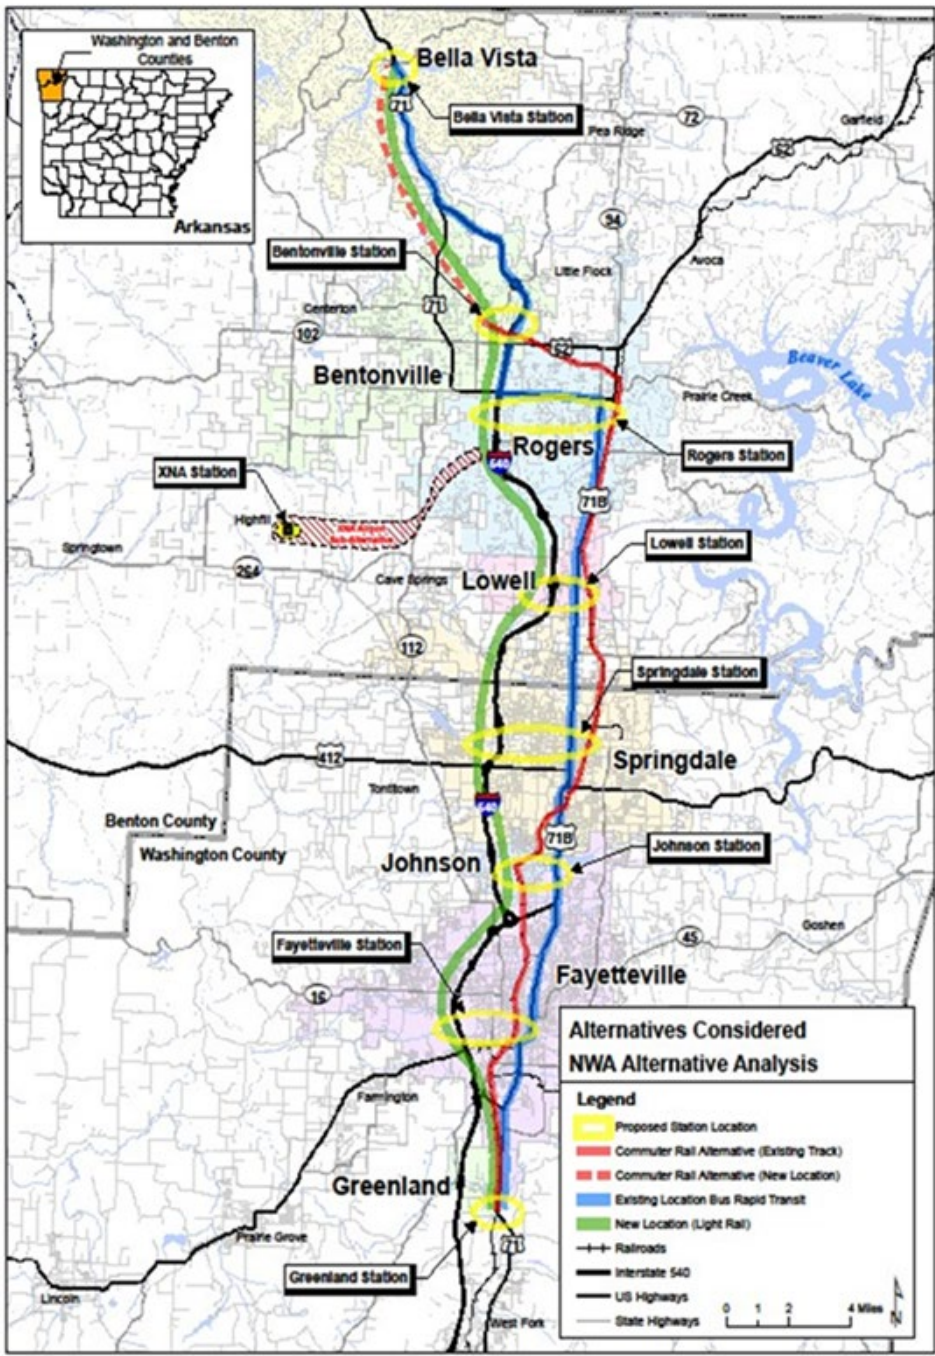 Washington and Benton
Counties
Arkansas
Bella Vista
71
Bella Vista Station
Pea Ridge
72
Garfield
62
94
Avoca
Bentonville Station
Little Flock
Centerton
71
102
62
Bentonville
Beaver Lake
Prairie Creek
Rogers
Rogers Station
XNA Station
540
71B
Highfill
XNA Airport
Sub-Alternative
Springtown
264
Cave Springs
Lowell
Lowell Station
112
Springdale Station
412
Springdale
Tontitown
540
Benton County
Washington County
71B
Johnson
Johnson Station
Goshen
45
Fayetteville Station
Fayetteville
16
Farmington
Greenland
Prairie Grove
71
Greenland Station
Lincoln
West Fork
Alternatives Considered
NWA Alternative Analysis
Legend
Proposed Station Location
Commuter Rail Alternative (Existing Track)
Commuter Rail Alternative (New Location)
Existing Location Bus Rapid Transit
New Location (Light Rail)
Railroads
Interstate 540
US Highways
State Highways
0 1 2 4 Miles
N